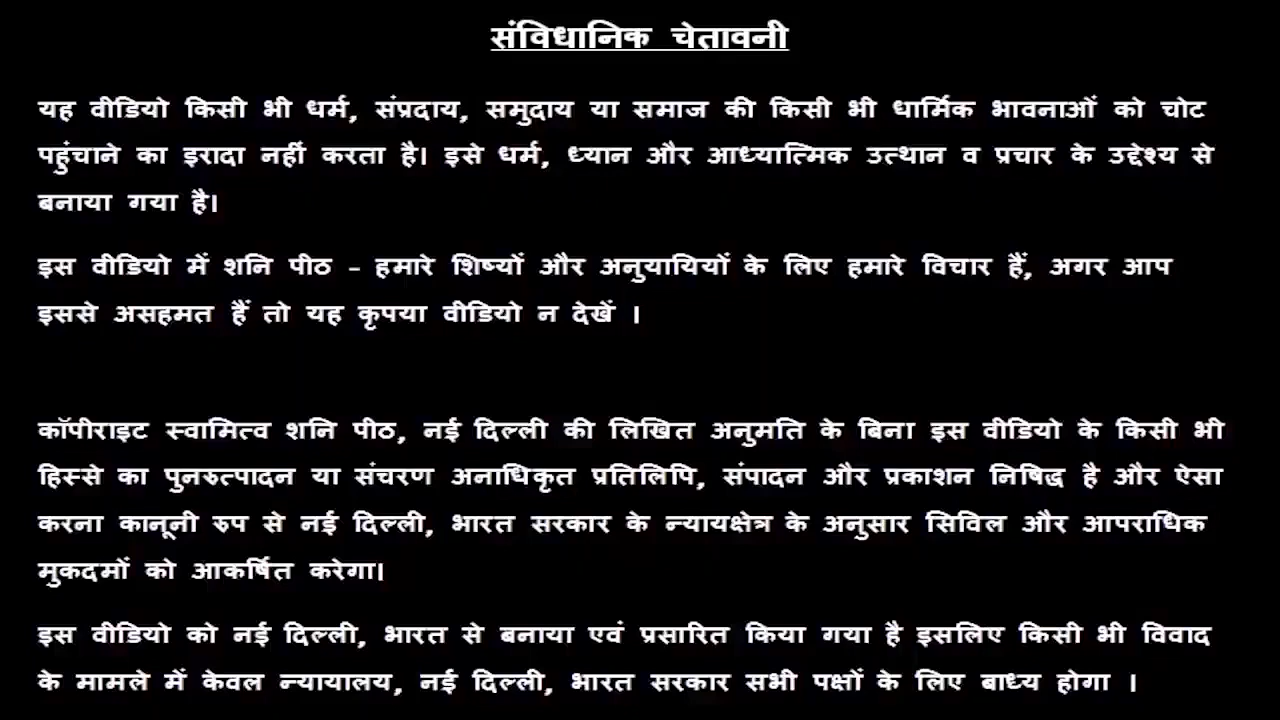 संविधानिक चेतावनी
यह वीडियो किसी भी धर्म, संप्रदाय, समुदाय या समाज की किसी भी धार्मिक भावनाओं को चोट
पहुंचाने का इरादा नहीं करता है। इसे धर्म, ध्यान और आध्यात्मिक उत्थान व प्रचार के उद्देश्य से
बनाया गया है।
इस वीडियो में शनि पीठ – हमारे शिष्यों और अनुयायियों के लिए हमारे विचार हैं, अगर आप
इससे असहमत हैं तो यह कृपया वीडियो न देखें ।
कॉपीराइट स्वामित्व शनि पीठ, नई दिल्ली की लिखित अनुमति के बिना इस वीडियो के किसी भी
हिस्से का पुनरुत्पादन या संचरण अनाधिकृत प्रतिलिपि, संपादन और प्रकाशन निषिद्ध है और ऐसा
करना कानूनी रुप से नई दिल्ली, भारत सरकार के न्यायक्षेत्र के अनुसार सिविल और आपराधिक
मुकदमों को आकर्षित करेगा।
इस वीडियो को नई दिल्ली, भारत से बनाया एवं प्रसारित किया गया है इसलिए किसी भी विवाद
के मामले में केवल न्यायालय, नई दिल्ली, भारत सरकार सभी पक्षों के लिए बाध्य होगा ।